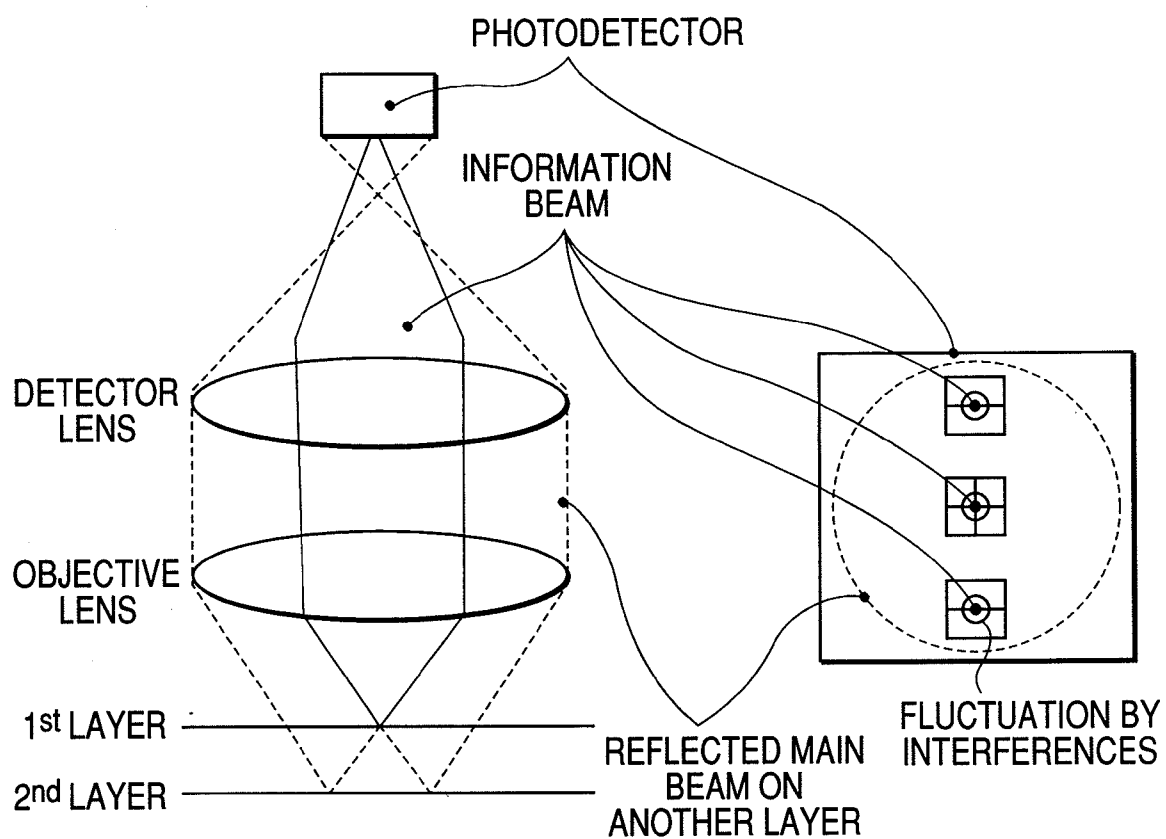 PHOTODETECTOR
INFORMATION
BEAM
DETECTOR
LENS
OBJECTIVE
LENS
1st LAYER
2nd LAYER
REFLECTED MAIN
BEAM ON
ANOTHER LAYER
FLUCTUATION BY
INTERFERENCES